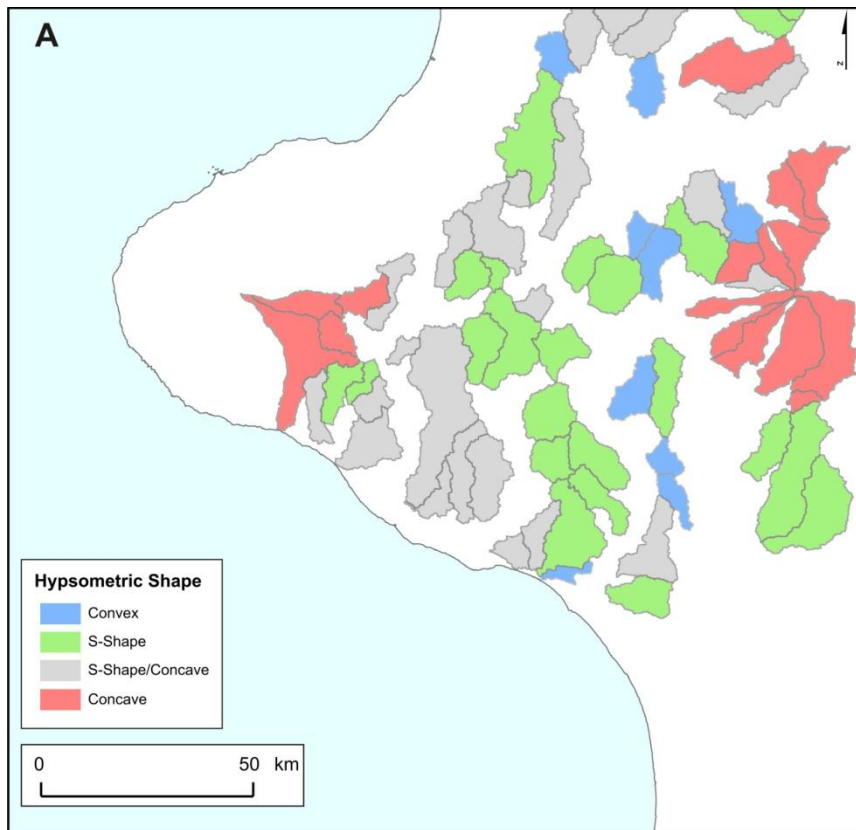 A
z
Hypsometric Shape
Convex
S-Shape
S-Shape/Concave
Concave
0 50 km